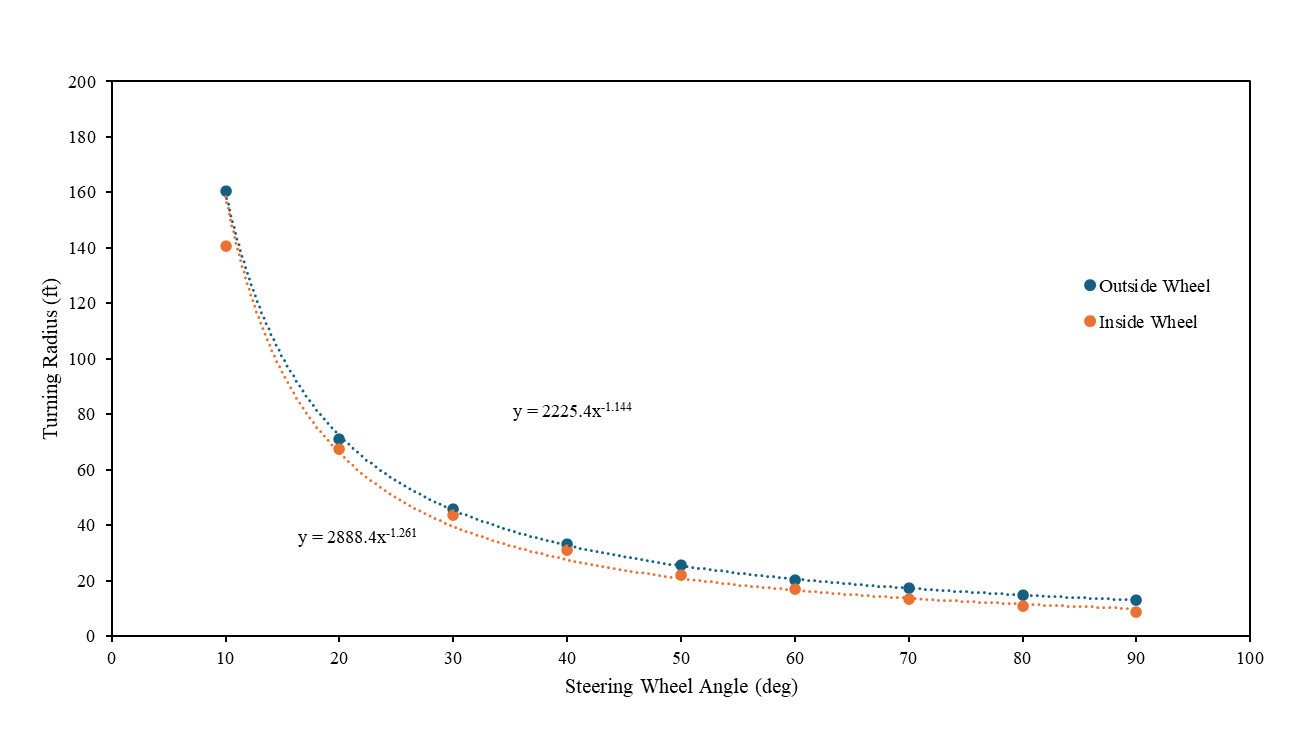 200
180
160
140
120
100
80
60
40
20
0
Turning Radius (ft)
y = 2225.4x^-1.144
y = 2888.4x^-1.261
Outside Wheel
Inside Wheel
0 10 20 30 40 50 60 70 80 90 100
Steering Wheel Angle (deg)